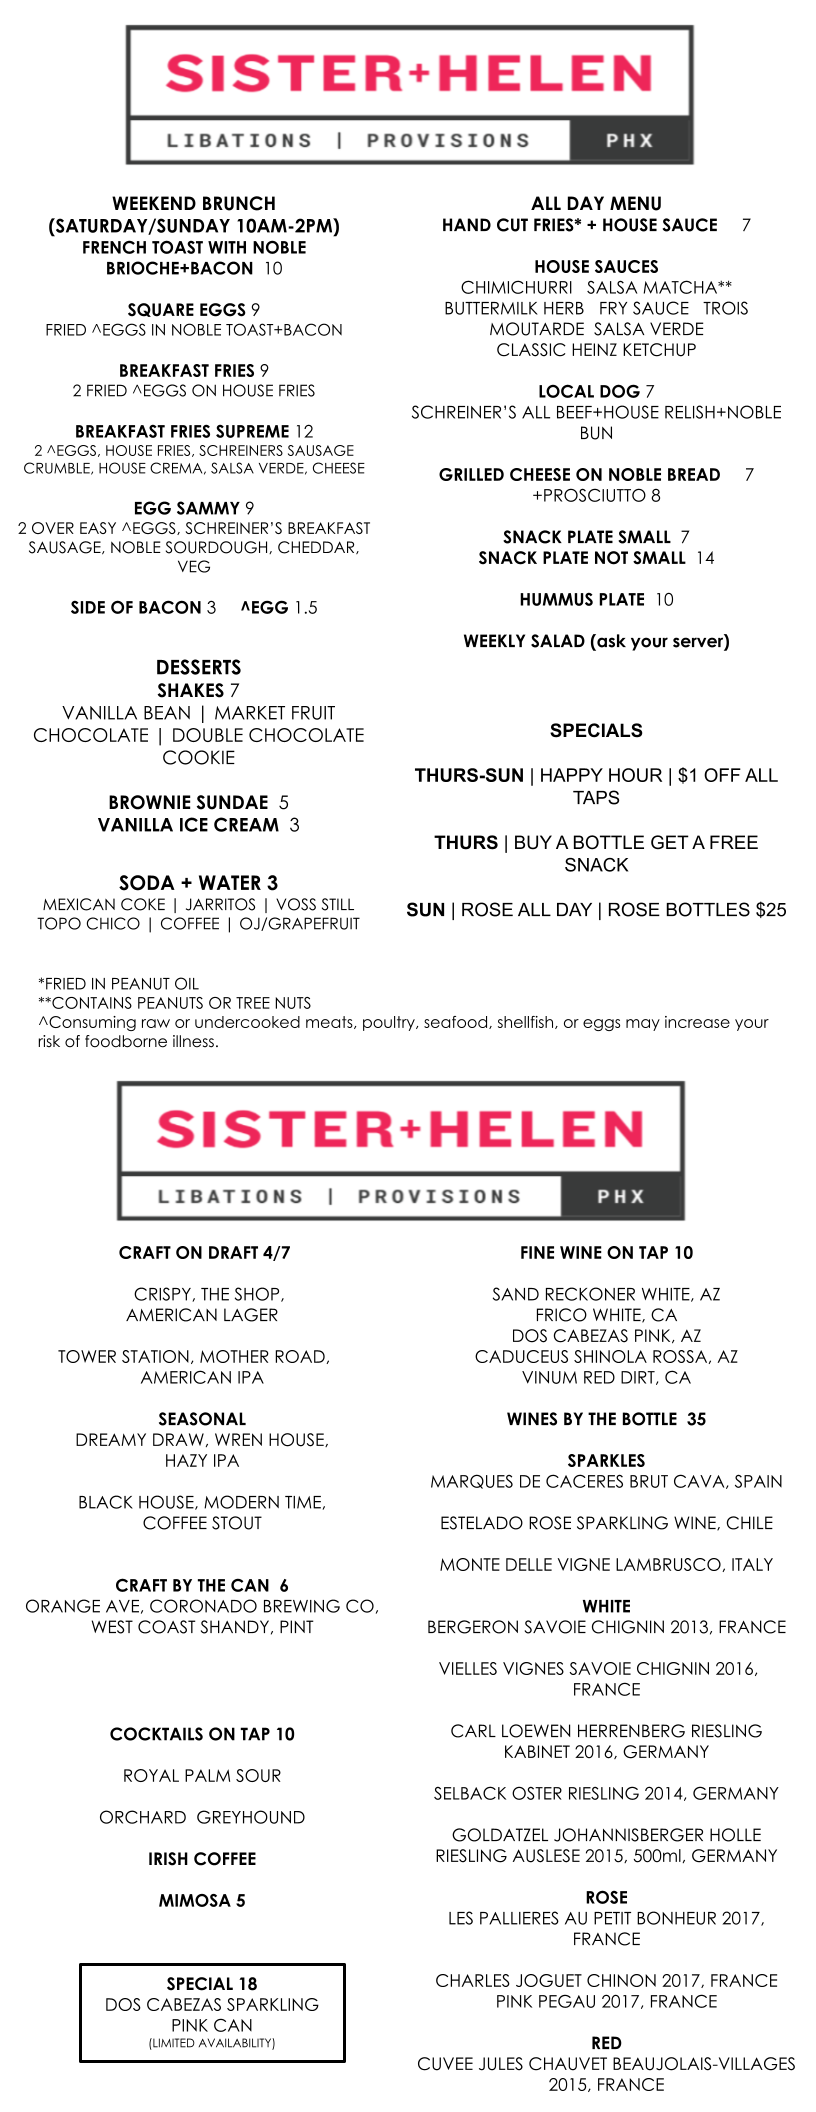 SISTER+HELEN
LIBATIONS | PROVISIONS PHX
WEEKEND BRUNCH
(SATURDAY/SUNDAY 10AM-2PM)
FRENCH TOAST WITH NOBLE
BRIOCHE+BACON 10
SQUARE EGGS 9
FRIED ^EGGS IN NOBLE TOAST+BACON
BREAKFAST FRIES 9
2 FRIED ^EGGS ON HOUSE FRIES
BREAKFAST FRIES SUPREME 12
2 ^EGGS, HOUSE FRIES, SCHREINERS SAUSAGE
CRUMBLE, HOUSE CREMA, SALSA VERDE, CHEESE
EGG SAMMY 9
2 OVER EASY ^EGGS, SCHREINER'S BREAKFAST
SAUSAGE, NOBLE SOURDOUGH, CHEDDAR,
VEG
SIDE OF BACON 3 ^EGG 1.5
DESSERTS
SHAKES 7
VANILLA BEAN | MARKET FRUIT
CHOCOLATE | DOUBLE CHOCOLATE
COOKIE
BROWNIE SUNDAE 5
VANILLA ICE CREAM 3
SODA + WATER 3
MEXICAN COKE | JARRITOS | VOSS STILL
TOPO CHICO | COFFEE | OJ/GRAPEFRUIT
ALL DAY MENU
HAND CUT FRIES* + HOUSE SAUCE 7
HOUSE SAUCES
CHIMICHURRI SALSA MATCHA**
BUTTERMILK HERB FRY SAUCE TROIS
MOUTARDE SALSA VERDE
CLASSIC HEINZ KETCHUP
LOCAL DOG 7
SCHREINER'S ALL BEEF+HOUSE RELISH+NOBLE
BUN
GRILLED CHEESE ON NOBLE BREAD 7
+PROSCIUTTO 8
SNACK PLATE SMALL 7
SNACK PLATE NOT SMALL 14
HUMMUS PLATE 10
WEEKLY SALAD (ask your server)
SPECIALS
THURS-SUN | HAPPY HOUR | $1 OFF ALL
TAPS
THURS | BUY A BOTTLE GET A FREE
SNACK
SUN | ROSE ALL DAY | ROSE BOTTLES $25
*FRIED IN PEANUT OIL
**CONTAINS PEANUTS OR TREE NUTS
^Consuming raw or undercooked meats, poultry, seafood, shellfish, or eggs may increase your
risk of foodborne illness.
SISTER+HELEN
LIBATIONS | PROVISIONS PHX
CRAFT ON DRAFT 4/7
CRISPY, THE SHOP,
AMERICAN LAGER
TOWER STATION, MOTHER ROAD,
AMERICAN IPA
SEASONAL
DREAMY DRAW, WREN HOUSE,
HAZY IPA
BLACK HOUSE, MODERN TIME,
COFFEE STOUT
CRAFT BY THE CAN 6
ORANGE AVE, CORONADO BREWING CO,
WEST COAST SHANDY, PINT
COCKTAILS ON TAP 10
ROYAL PALM SOUR
ORCHARD GREYHOUND
IRISH COFFEE
MIMOSA 5
SPECIAL 18
DOS CABEZAS SPARKLING
PINK CAN
(LIMITED AVAILABILITY)
FINE WINE ON TAP 10
SAND RECKONER WHITE, AZ
FRICO WHITE, CA
DOS CABEZAS PINK, AZ
CADUCEUS SHINOLA ROSSA, AZ
VINUM RED DIRT, CA
WINES BY THE BOTTLE 35
SPARKLES
MARQUES DE CACERES BRUT CAVA, SPAIN
ESTELADO ROSE SPARKLING WINE, CHILE
MONTE DELLE VIGNE LAMBRUSCO, ITALY
WHITE
BERGERON SAVOIE CHIGNIN 2013, FRANCE
VIELLES VIGNES SAVOIE CHIGNIN 2016,
FRANCE
CARL LOEWEN HERRENBERG RIESLING
KABINET 2016, GERMANY
SELBACK OSTER RIESLING 2014, GERMANY
GOLDATZEL JOHANNISBERGER HOLLE
RIESLING AUSLESE 2015, 500ml, GERMANY
ROSE
LES PALLIERES AU PETIT BONHEUR 2017,
FRANCE
CHARLES JOGUET CHINON 2017, FRANCE
PINK PEGAU 2017, FRANCE
RED
CUVEE JULES CHAUVET BEAUJOLAIS-VILLAGES
2015, FRANCE